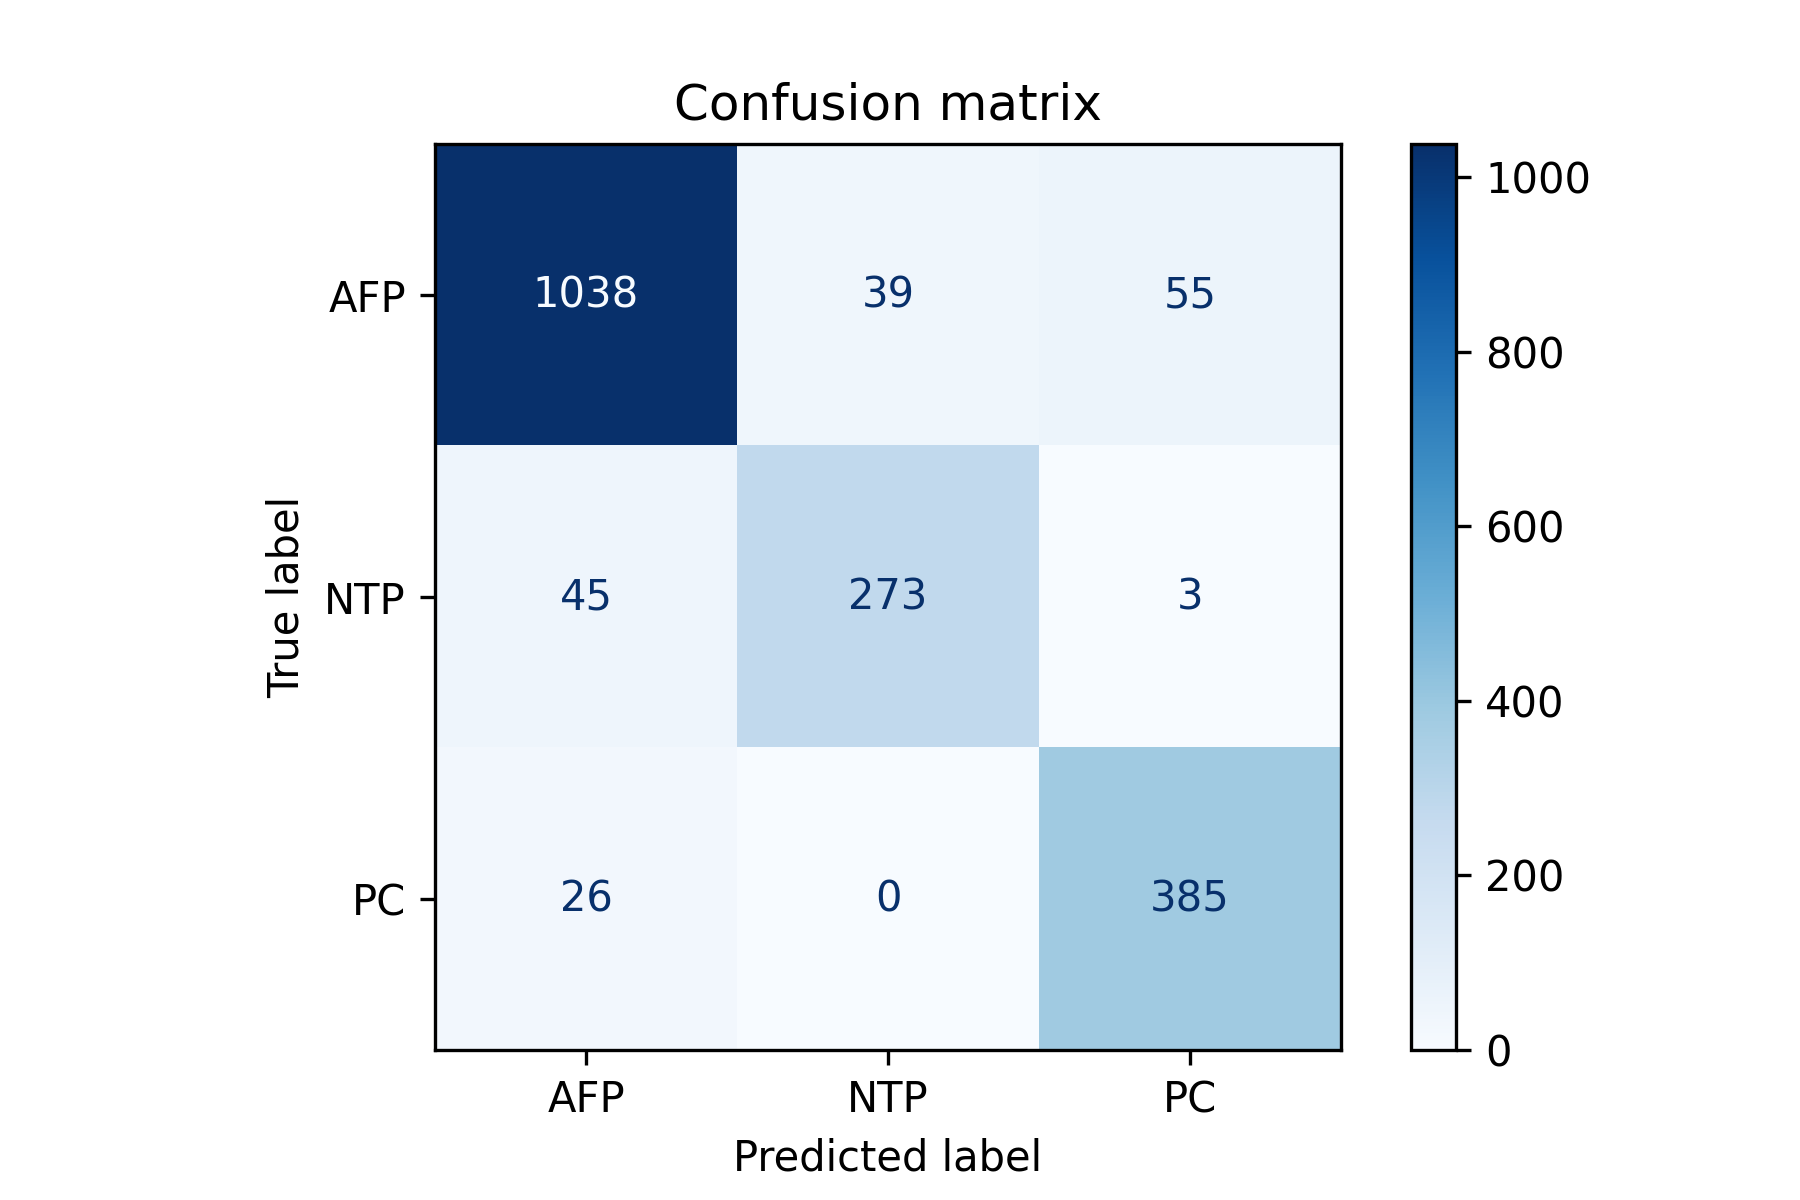 Confusion matrix
AFP 1038 39 55
NTP 45 273 3
PC 26 0 385
AFP NTP PC
Predicted label
True label
1000
800
600
400
200
0